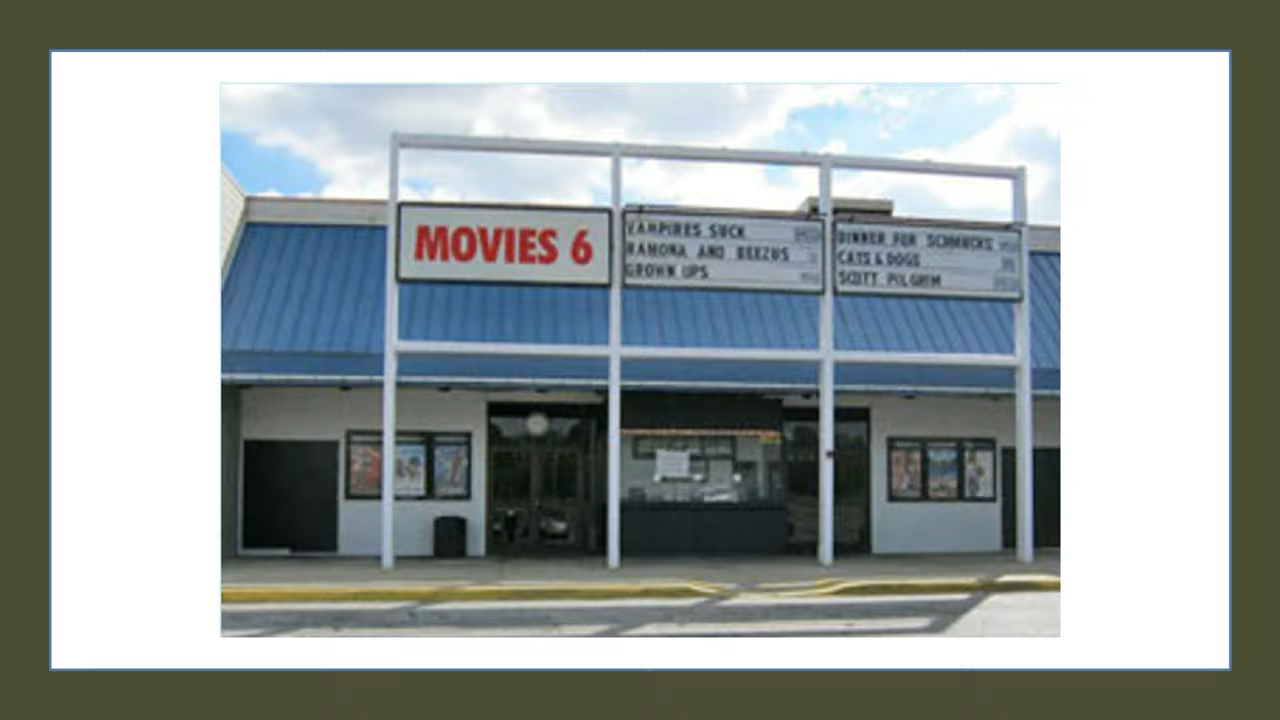 MOVIES 6
VAMPIRES SUCK
RAMONA AND BEEZUS
GROWN UPS
DINNER FOR SCHMUCKS
CATS & DOGS
SCOTT PILGRIM